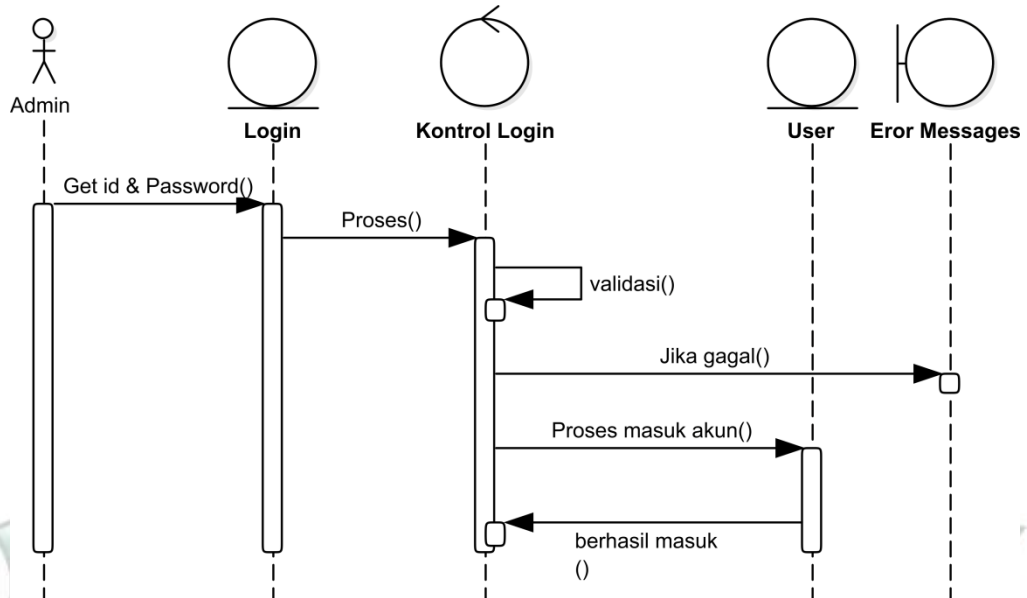 Admin
Login
Kontrol Login
User
Eror Messages
Get id & Password()
Proses()
validasi()
Jika gagal()
Proses masuk akun()
berhasil masuk
()